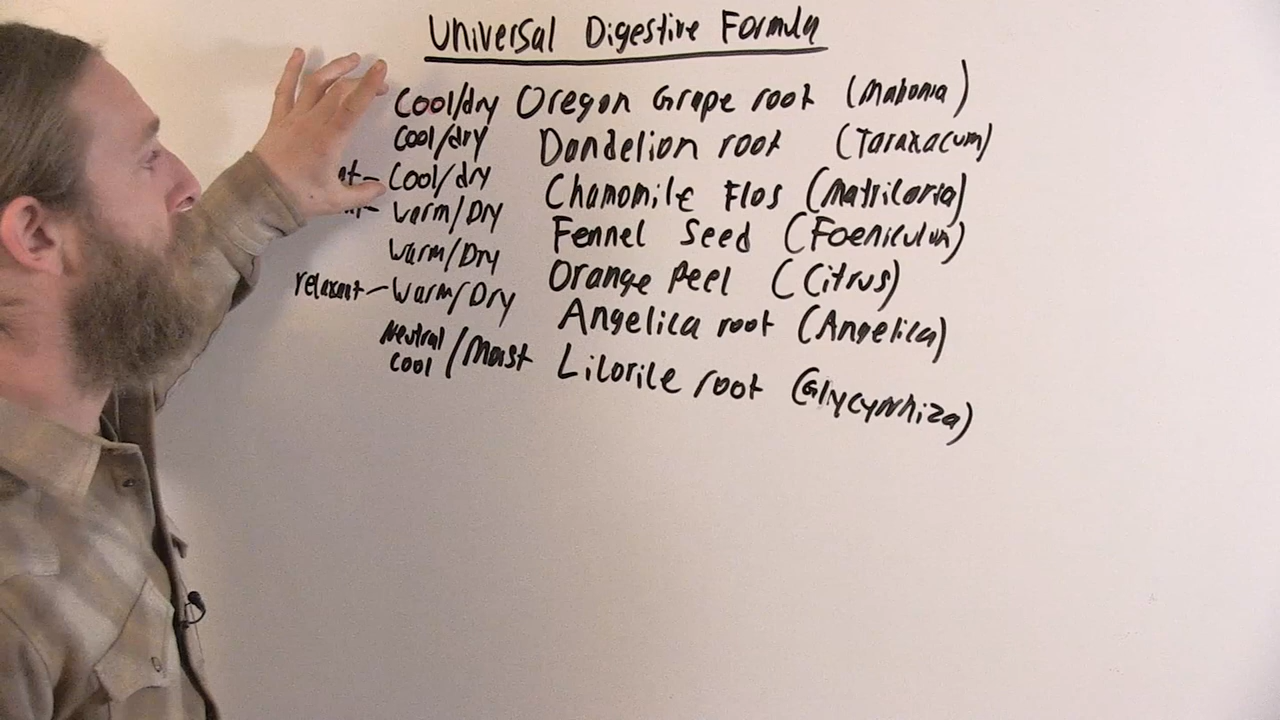 Universal Digestive Formula
Cool/dry Oregon Grape root (Mahonia)
Cool/dry Dandelion root (Taraxacum)
Cool/dry Chamomile Flos (Matricaria)
Warm/Dry Fennel Seed (Foeniculum)
Warm/Dry Orange Peel (Citrus)
relaxant - Warm/Dry Angelica root (Angelica)
Neutral cool / Moist Licorice root (Glycyrrhiza)